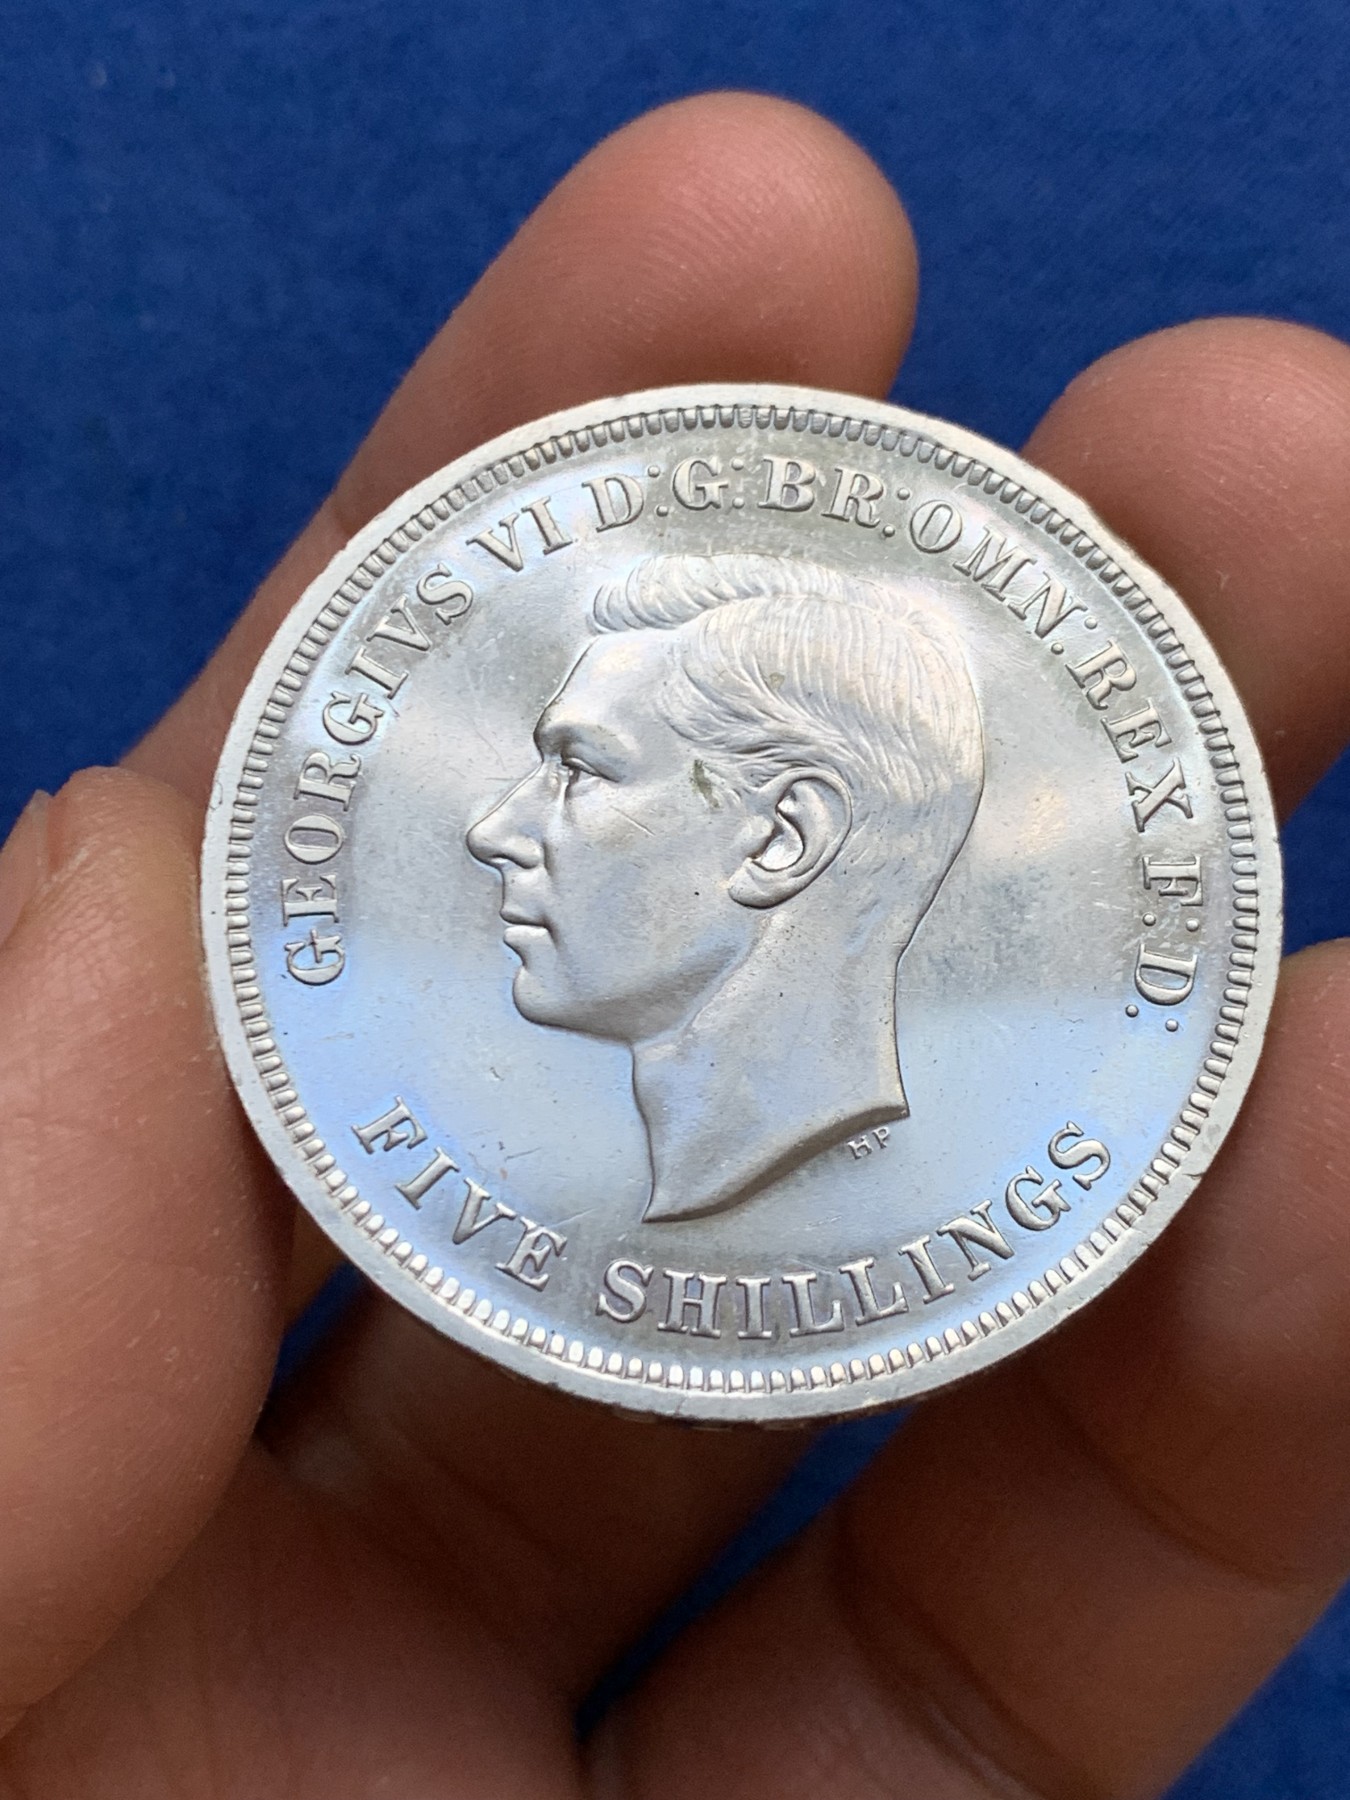 GEORGIVS VI D:G:BR:OMN:REX F:D:
HP
FIVE SHILLINGS